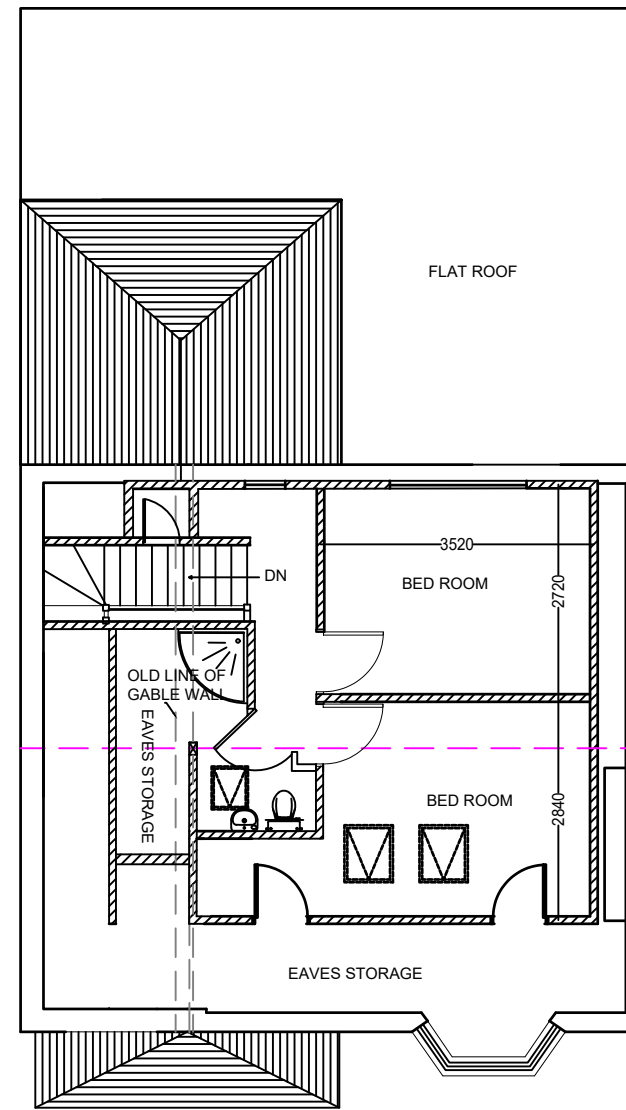 FLAT ROOF
3520
DN
BED ROOM
2720
OLD LINE OF
GABLE WALL
EAVES STORAGE
BED ROOM
2840
EAVES STORAGE